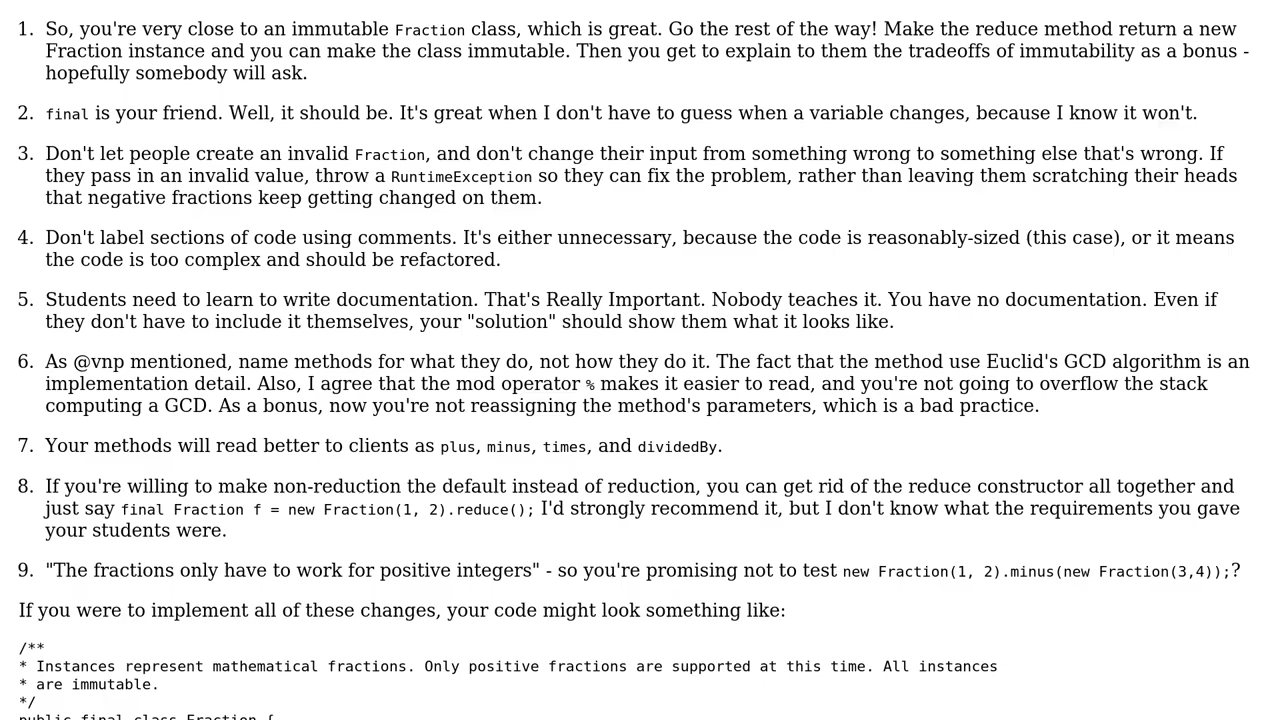 1. So, you're very close to an immutable Fraction class, which is great. Go the rest of the way! Make the reduce method return a new
Fraction instance and you can make the class immutable. Then you get to explain to them the tradeoffs of immutability as a bonus -
hopefully somebody will ask.
2. final is your friend. Well, it should be. It's great when I don't have to guess when a variable changes, because I know it won't.
3. Don't let people create an invalid Fraction, and don't change their input from something wrong to something else that's wrong. If
they pass in an invalid value, throw a RuntimeException so they can fix the problem, rather than leaving them scratching their heads
that negative fractions keep getting changed on them.
4. Don't label sections of code using comments. It's either unnecessary, because the code is reasonably-sized (this case), or it means
the code is too complex and should be refactored.
5. Students need to learn to write documentation. That's Really Important. Nobody teaches it. You have no documentation. Even if
they don't have to include it themselves, your "solution" should show them what it looks like.
6. As @vnp mentioned, name methods for what they do, not how they do it. The fact that the method use Euclid's GCD algorithm is an
implementation detail. Also, I agree that the mod operator % makes it easier to read, and you're not going to overflow the stack
computing a GCD. As a bonus, now you're not reassigning the method's parameters, which is a bad practice.
7. Your methods will read better to clients as plus, minus, times, and dividedBy.
8. If you're willing to make non-reduction the default instead of reduction, you can get rid of the reduce constructor all together and
just say final Fraction f = new Fraction(1, 2).reduce(); I'd strongly recommend it, but I don't know what the requirements you gave
your students were.
9. "The fractions only have to work for positive integers" - so you're promising not to test new Fraction(1, 2).minus(new Fraction(3,4));?
If you were to implement all of these changes, your code might look something like:
/**
* Instances represent mathematical fractions. Only positive fractions are supported at this time. All instances
* are immutable.
*/
public final class Fraction {